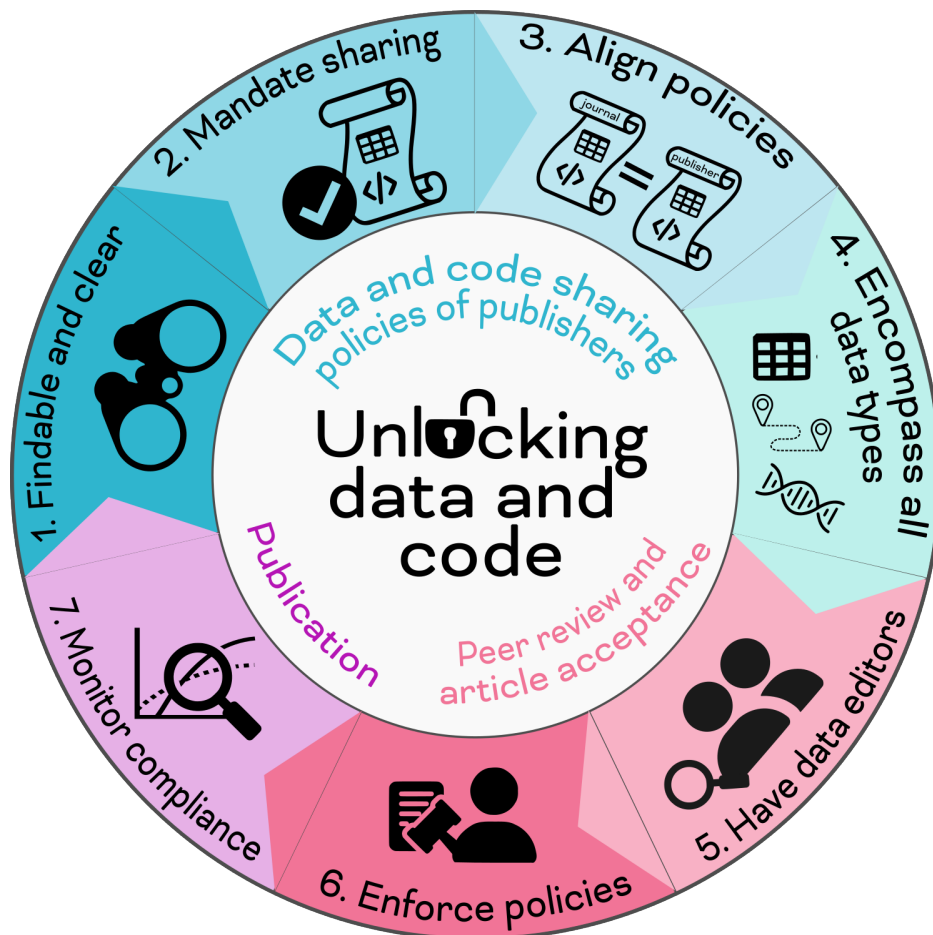 1. Findable and clear
2. Mandate sharing
</>
3. Align policies
journal
</>
=
publisher
</>
4. Encompass all
data types
5. Have data editors
6. Enforce policies
7. Monitor compliance
Data and code sharing
policies of publishers
Unlocking
data and
code
Peer review and
article acceptance
Publication